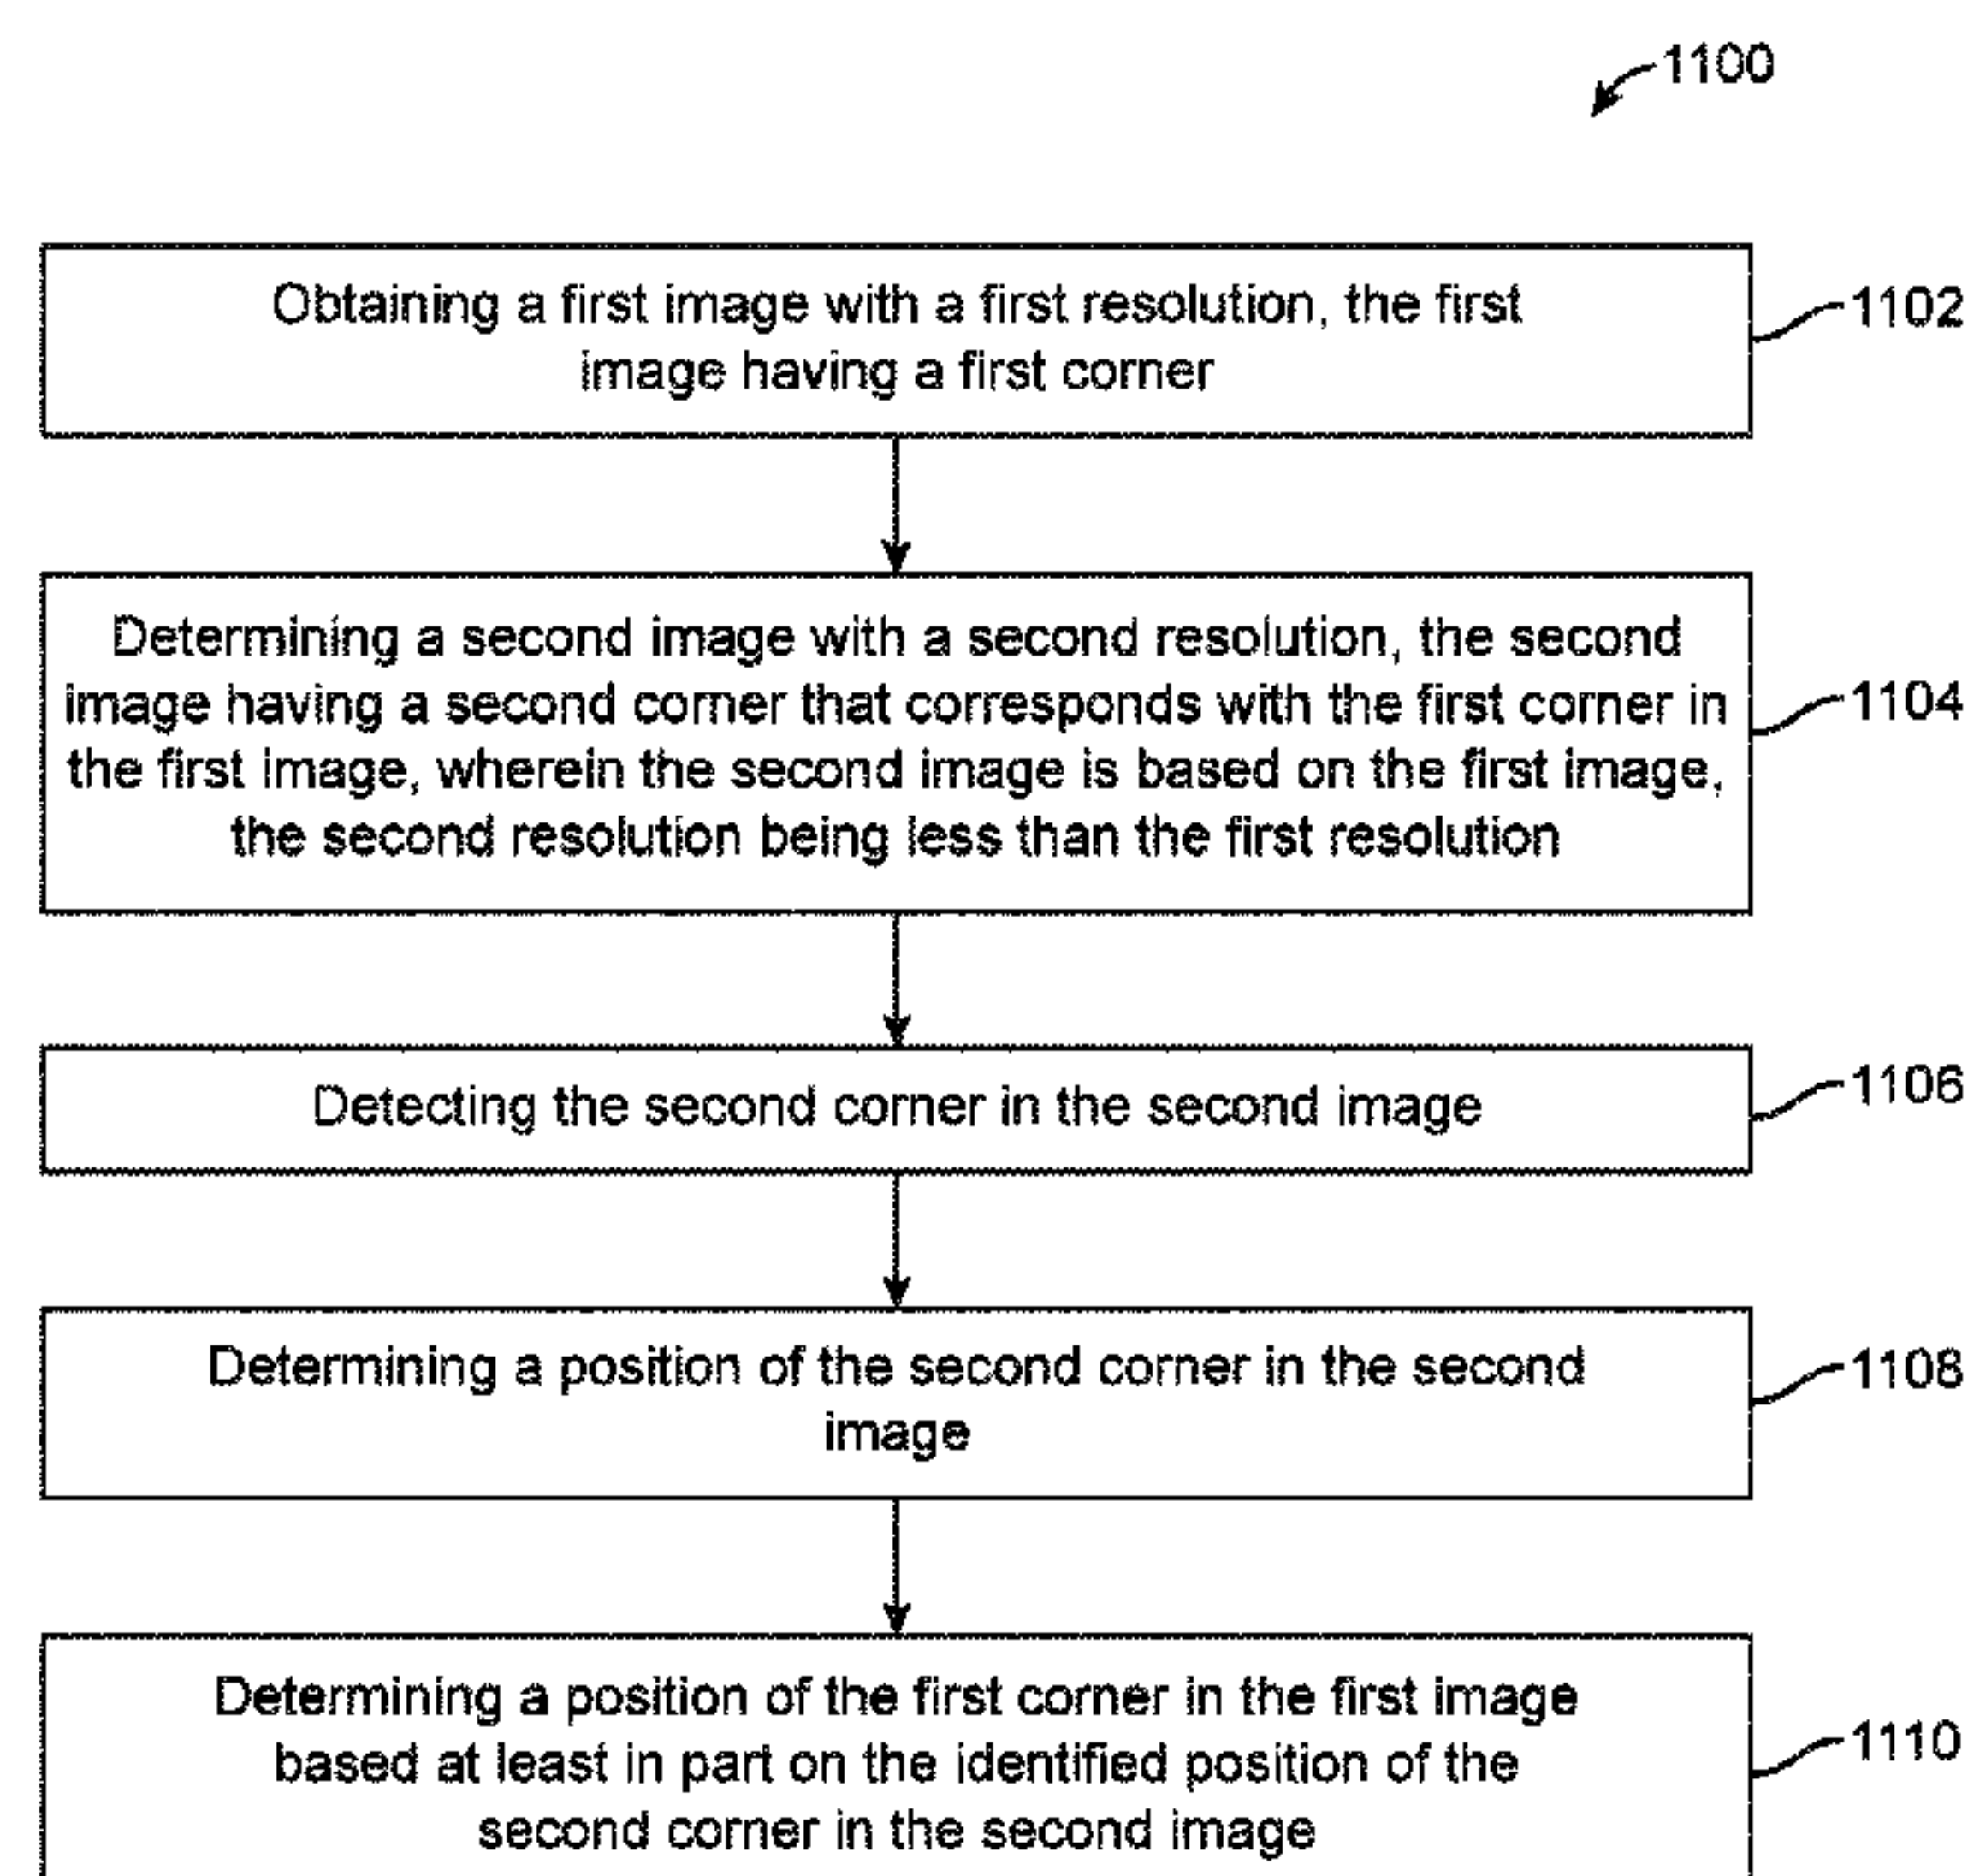 1100
Obtaining a first image with a first resolution, the first
image having a first corner
1102
Determining a second image with a second resolution, the second
image having a second corner that corresponds with the first corner in
the first image, wherein the second image is based on the first image,
the second resolution being less than the first resolution
1104
Detecting the second corner in the second image
1106
Determining a position of the second corner in the second
image
1108
Determining a position of the first corner in the first image
based at least in part on the identified position of the
second corner in the second image
1110